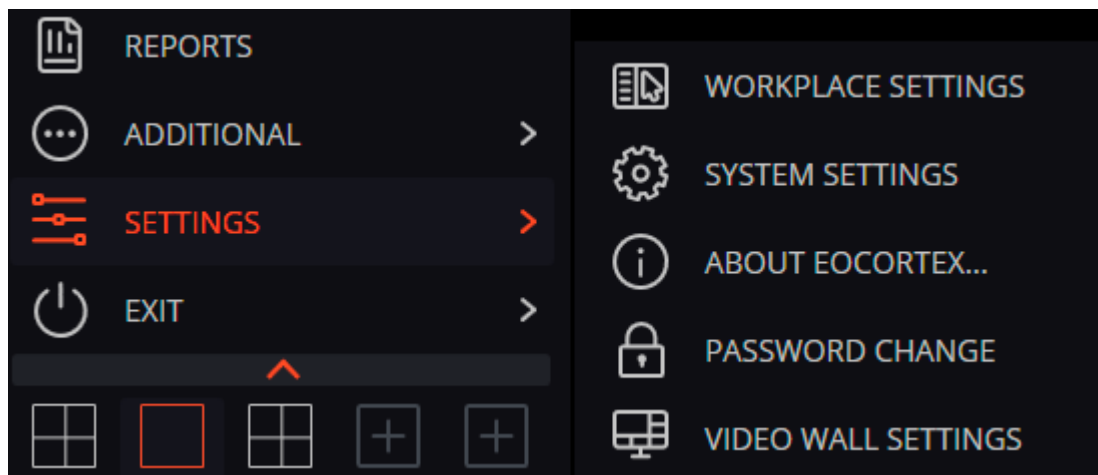 REPORTS
ADDITIONAL
SETTINGS
EXIT
WORKPLACE SETTINGS
SYSTEM SETTINGS
ABOUT EOCORTEX...
PASSWORD CHANGE
VIDEO WALL SETTINGS